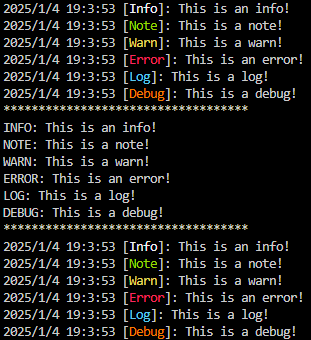 2025/1/4 19:3:53 [Info]: This is an info!
2025/1/4 19:3:53 [Note]: This is a note!
2025/1/4 19:3:53 [Warn]: This is a warn!
2025/1/4 19:3:53 [Error]: This is an error!
2025/1/4 19:3:53 [Log]: This is a log!
2025/1/4 19:3:53 [Debug]: This is a debug!
***********************************
INFO: This is an info!
NOTE: This is a note!
WARN: This is a warn!
ERROR: This is an error!
LOG: This is a log!
DEBUG: This is a debug!
***********************************
2025/1/4 19:3:53 [Info]: This is an info!
2025/1/4 19:3:53 [Note]: This is a note!
2025/1/4 19:3:53 [Warn]: This is a warn!
2025/1/4 19:3:53 [Error]: This is an error!
2025/1/4 19:3:53 [Log]: This is a log!
2025/1/4 19:3:53 [Debug]: This is a debug!